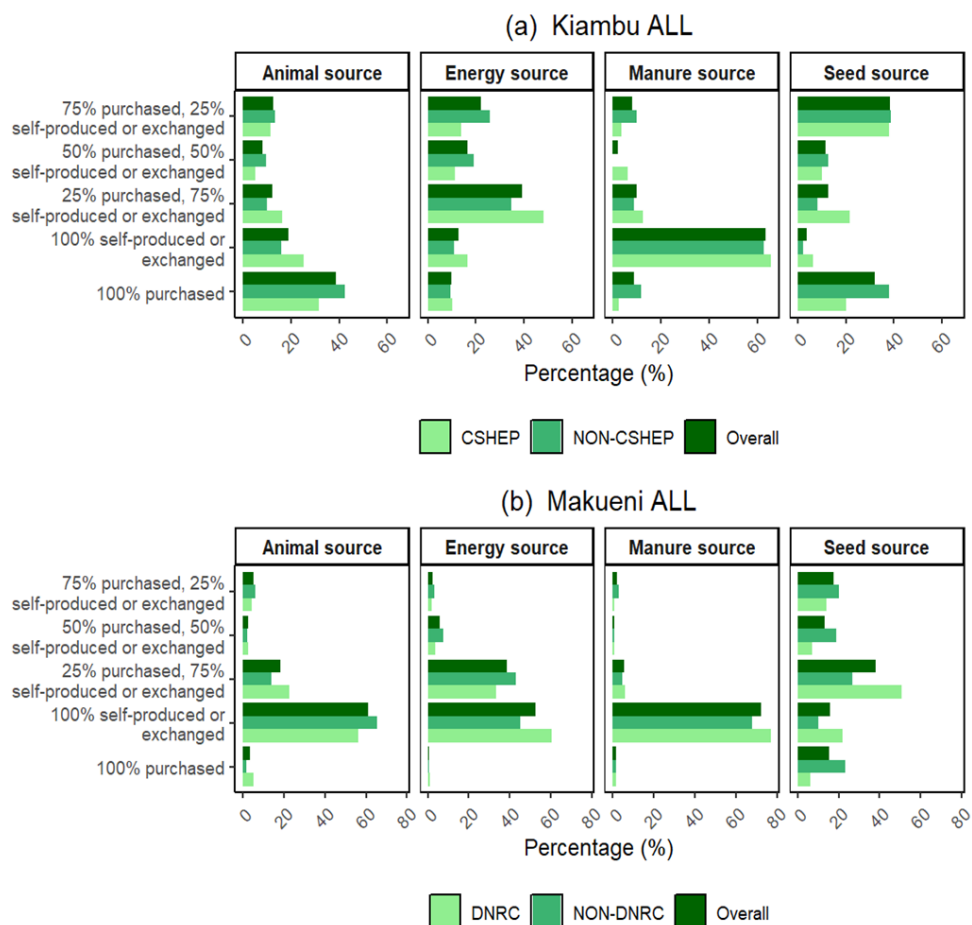 (a) Kiambu ALL
Animal source Energy source Manure source Seed source
75% purchased, 25%
self-produced or exchanged
50% purchased, 50%
self-produced or exchanged
25% purchased, 75%
self-produced or exchanged
100% self-produced or
exchanged
100% purchased
0 20 40 60 0 20 40 60 0 20 40 60 0 20 40 60
Percentage (%)
CSHEP NON-CSHEP Overall
(b) Makueni ALL
Animal source Energy source Manure source Seed source
75% purchased, 25%
self-produced or exchanged
50% purchased, 50%
self-produced or exchanged
25% purchased, 75%
self-produced or exchanged
100% self-produced or
exchanged
100% purchased
0 20 40 60 80 0 20 40 60 80 0 20 40 60 80 0 20 40 60 80
Percentage (%)
DNRC NON-DNRC Overall